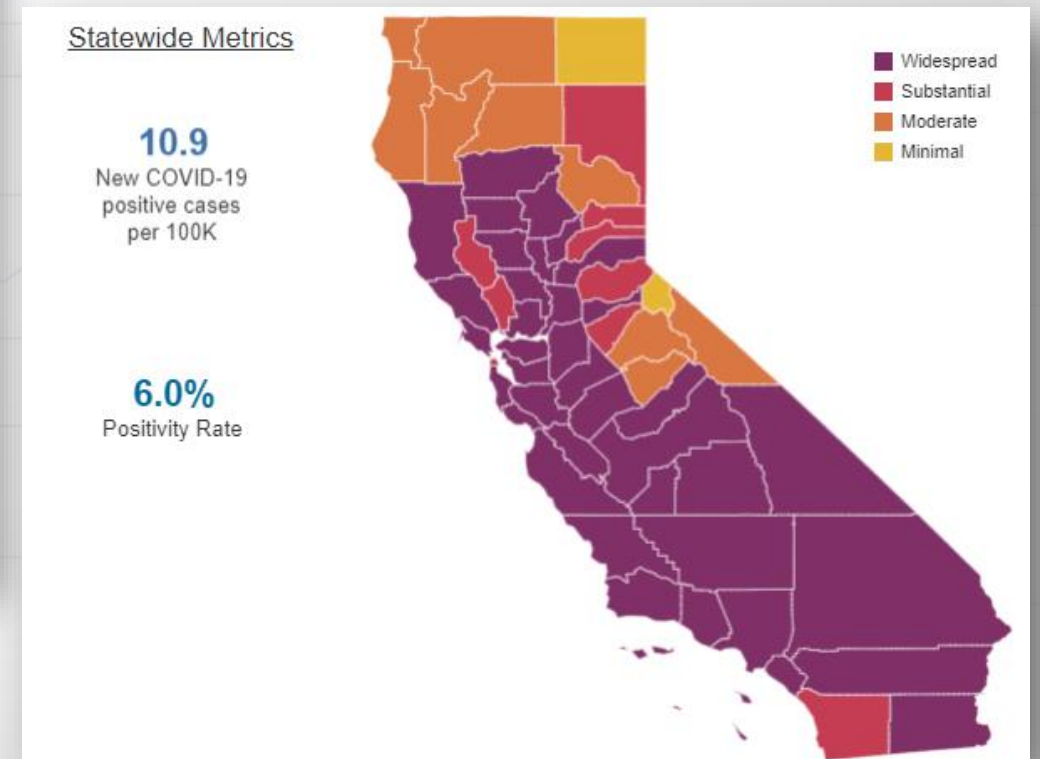 Statewide Metrics
10.9
New COVID-19
positive cases
per 100K
6.0%
Positivity Rate
Widespread
Substantial
Moderate
Minimal